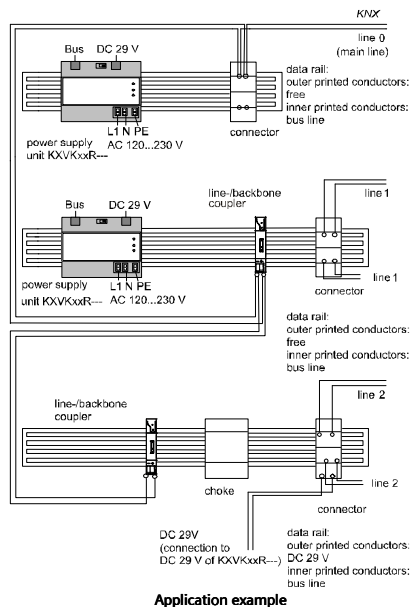 KNX
line 0
(main line)
Bus
DC 29 V
data rail:
outer printed conductors:
free
inner printed conductors:
bus line
L1 N PE
connector
power supply
AC 120...230 V
unit KXVKxxR---
line-/backbone
coupler
line 1
Bus
DC 29 V
line 1
power supply
L1 N PE
connector
unit KXVKxxR---
AC 120...230 V
data rail:
outer printed conductors:
free
inner printed conductors:
bus line
line 2
line-/backbone
coupler
line 2
choke
connector
DC 29V
(connection to
DC 29 V of KXVKxxR---)
data rail:
outer printed conductors:
DC 29 V
inner printed conductors:
bus line
Application example